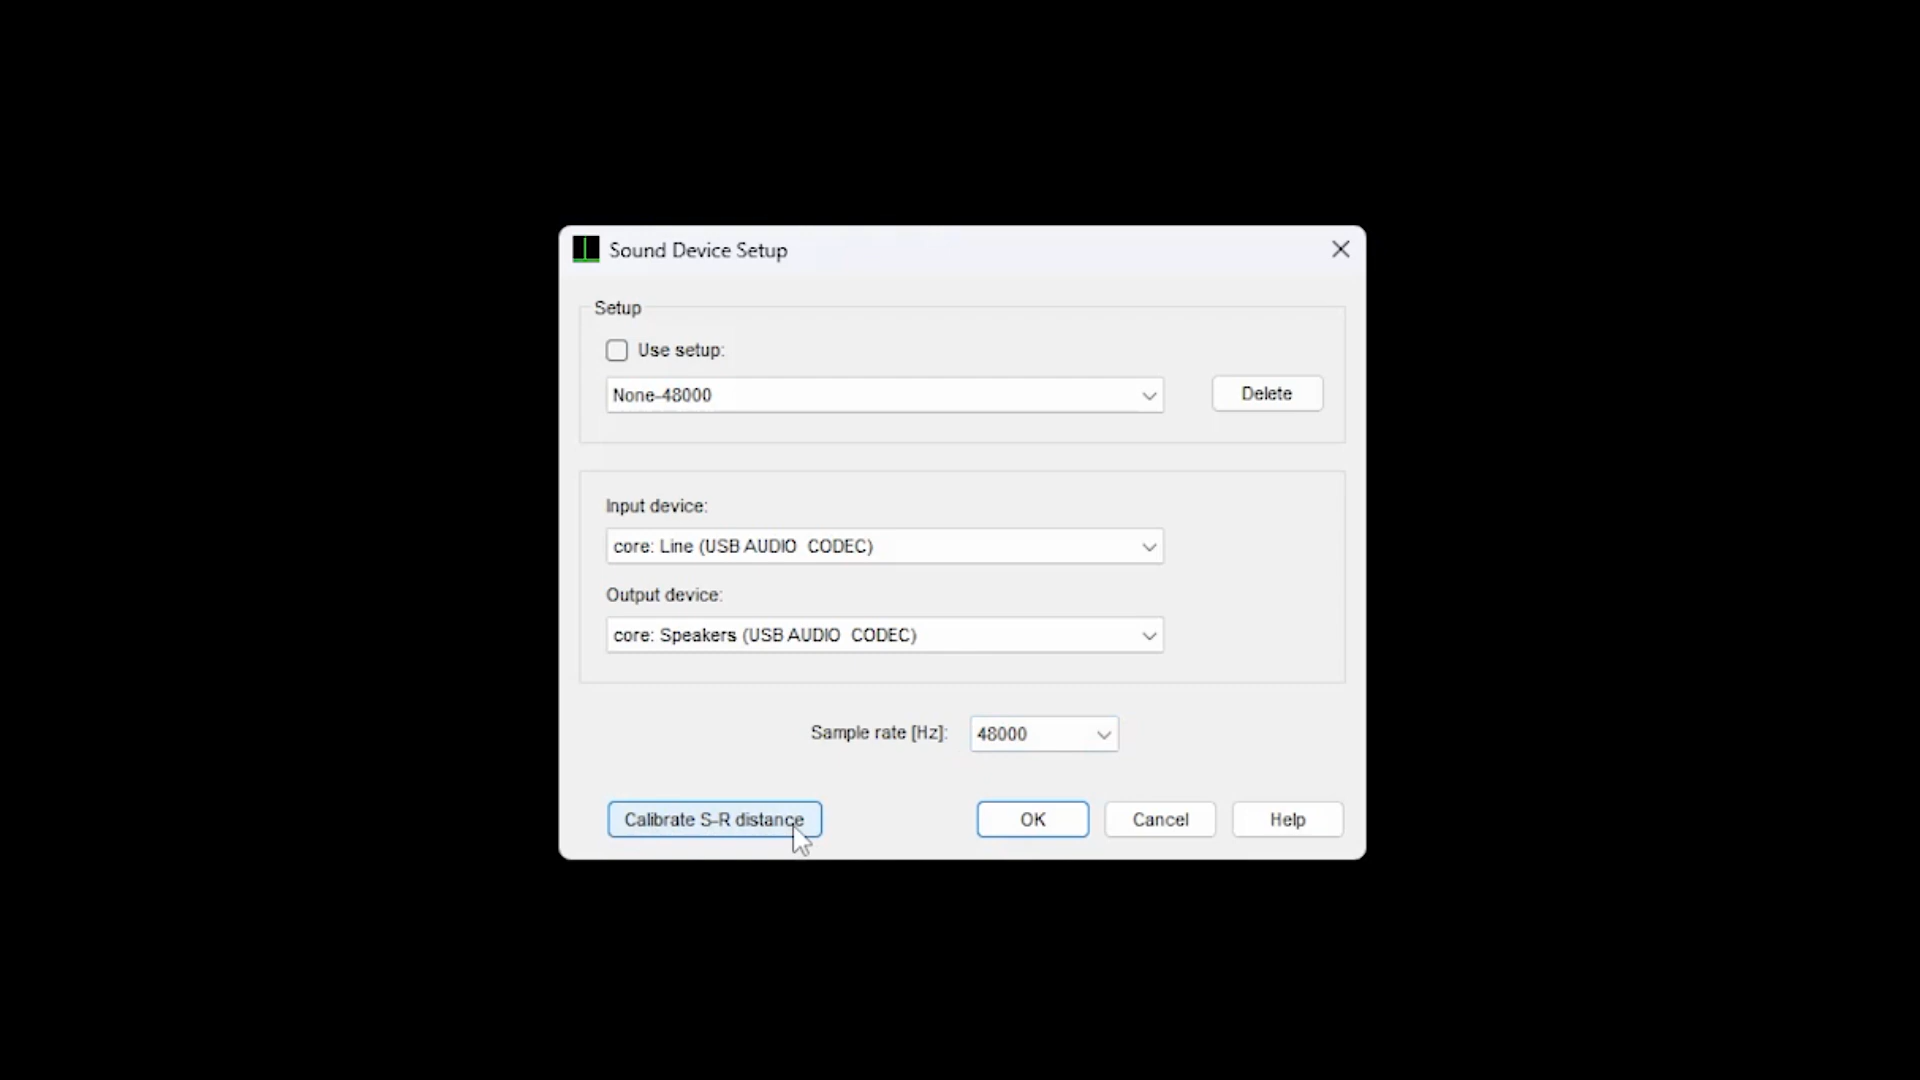 Sound Device Setup
Setup
Use setup:
None-48000
Delete
Input device:
core: Line (USB AUDIO  CODEC)
Output device:
core: Speakers (USB AUDIO  CODEC)
Sample rate [Hz]: 48000
Calibrate S-R distance OK Cancel Help